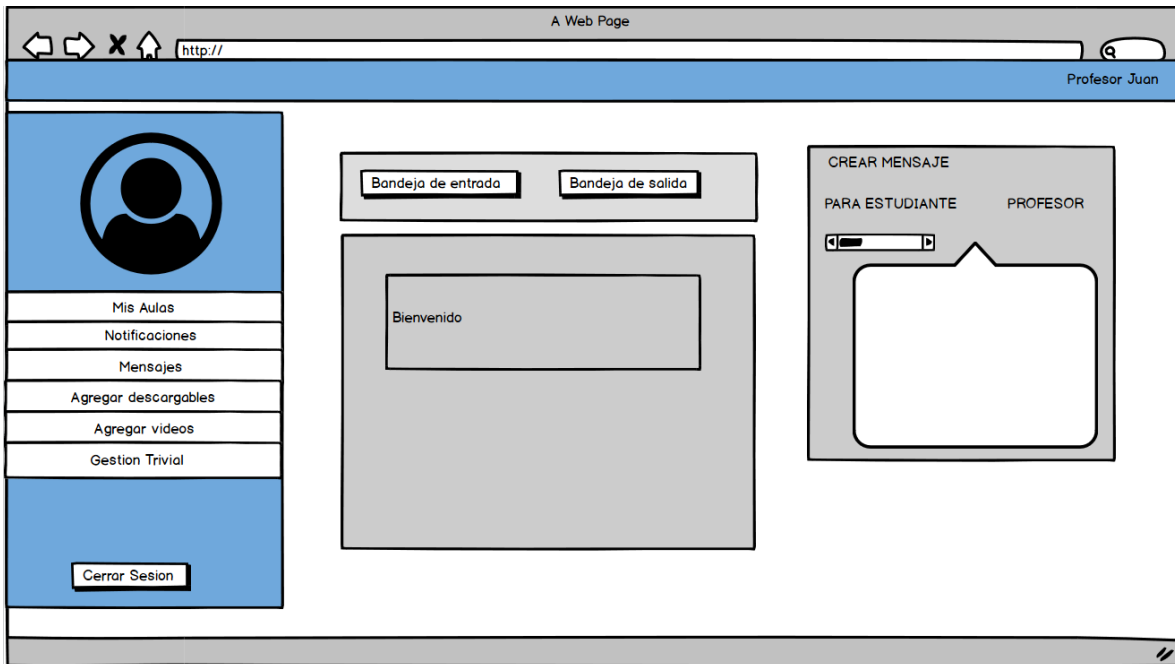 A Web Page
http://
Profesor Juan
Mis Aulas
Notificaciones
Mensajes
Agregar descargables
Agregar videos
Gestion Trivial
Cerrar Sesion
Bandeja de entrada
Bandeja de salida
Bienvenido
CREAR MENSAJE
PARA ESTUDIANTE
PROFESOR